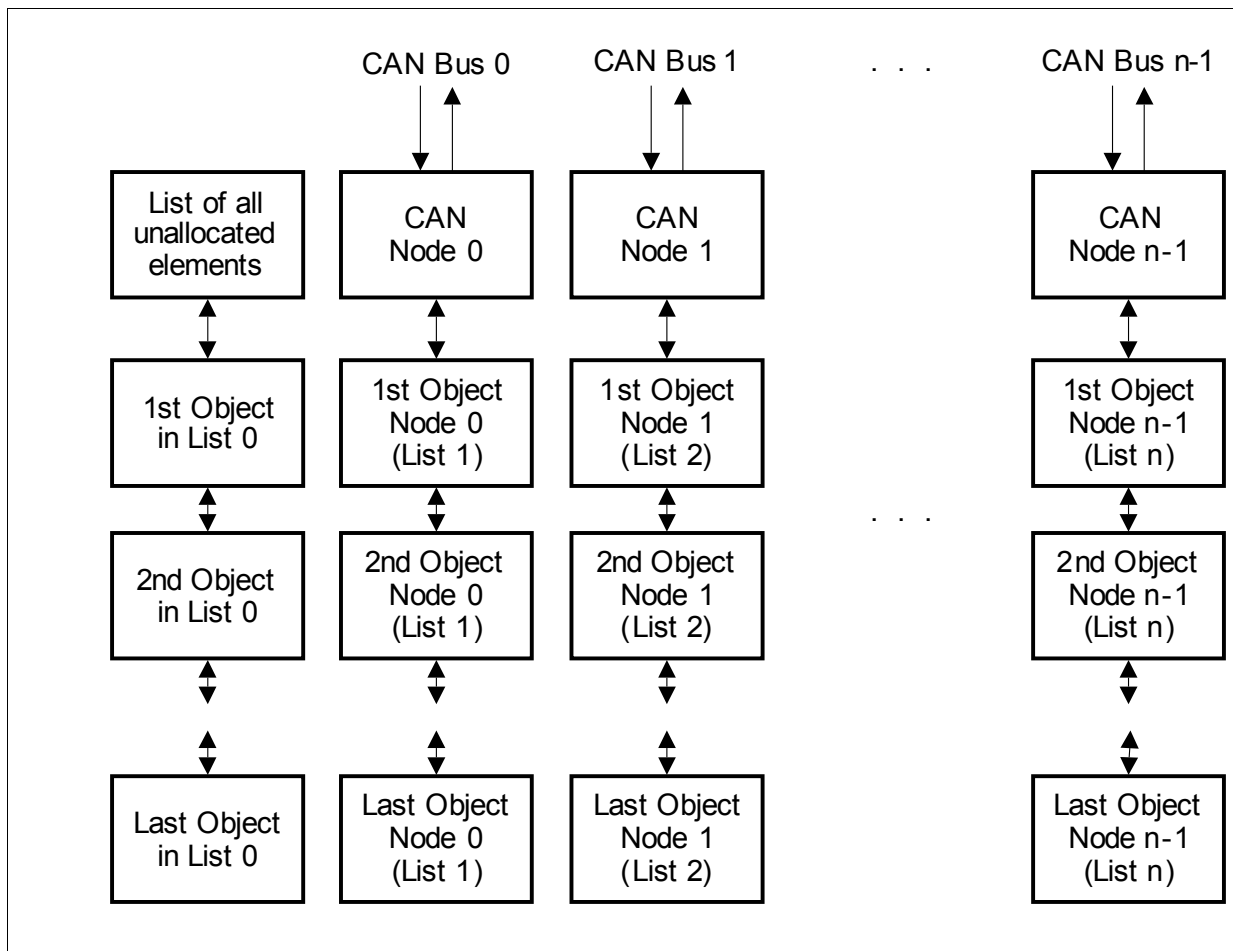 CAN Bus 0
CAN Bus 1
. . .
CAN Bus n-1
List of all
unallocated
elements
CAN
Node 0
CAN
Node 1
CAN
Node n-1
1st Object
in List 0
1st Object
Node 0
(List 1)
1st Object
Node 1
(List 2)
1st Object
Node n-1
(List n)
. . .
2nd Object
in List 0
2nd Object
Node 0
(List 1)
2nd Object
Node 1
(List 2)
2nd Object
Node n-1
(List n)
Last Object
in List 0
Last Object
Node 0
(List 1)
Last Object
Node 1
(List 2)
Last Object
Node n-1
(List n)